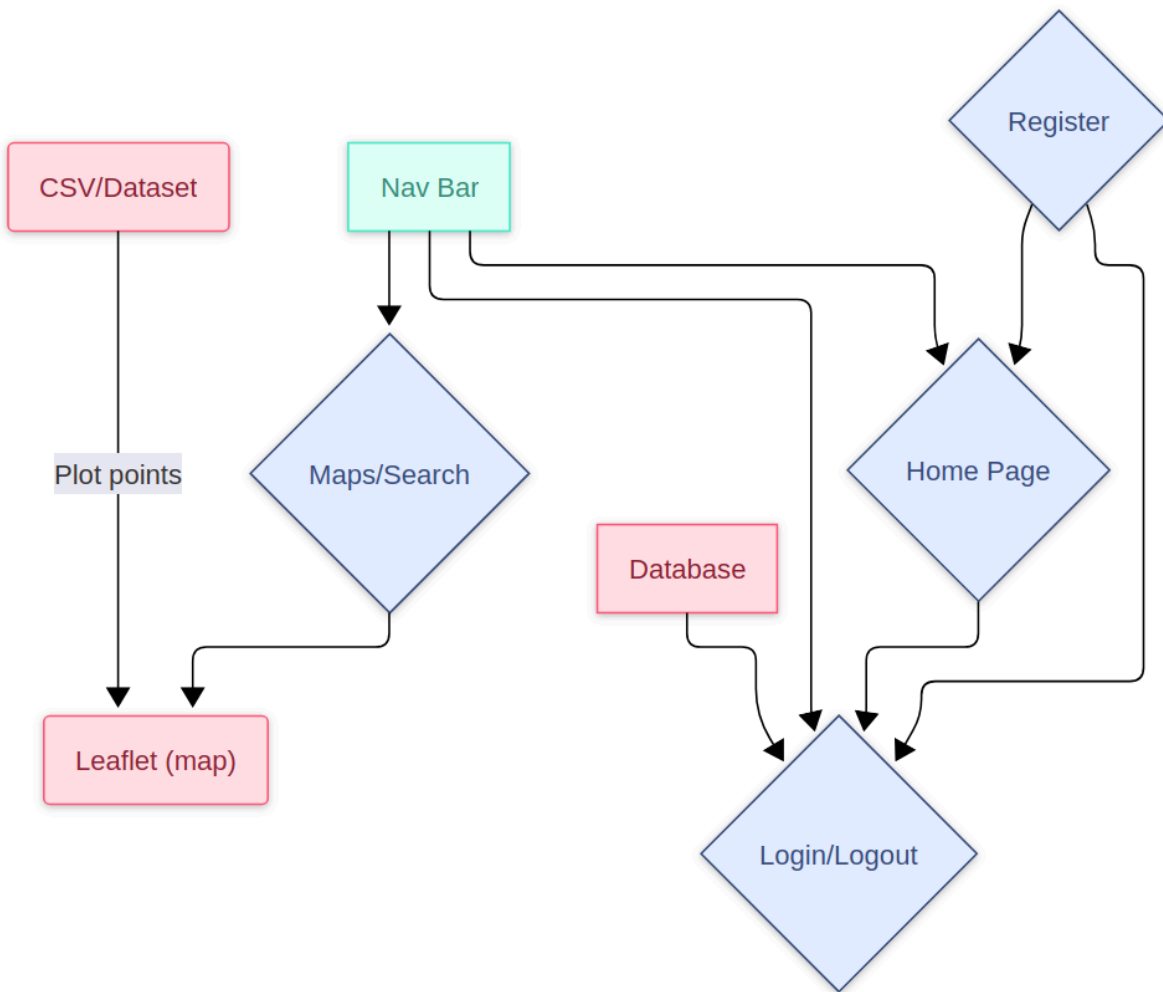 Register
CSV/Dataset
Nav Bar
Plot points
Maps/Search
Home Page
Database
Leaflet (map)
Login/Logout